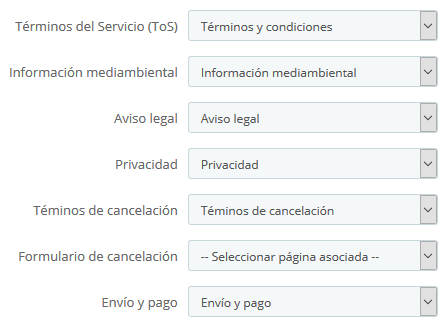 Términos del Servicio (ToS) Términos y condiciones
Información mediambiental Información mediambiental
Aviso legal Aviso legal
Privacidad Privacidad
Téminos de cancelación Téminos de cancelación
Formulario de cancelación -- Seleccionar página asociada --
Envío y pago Envío y pago